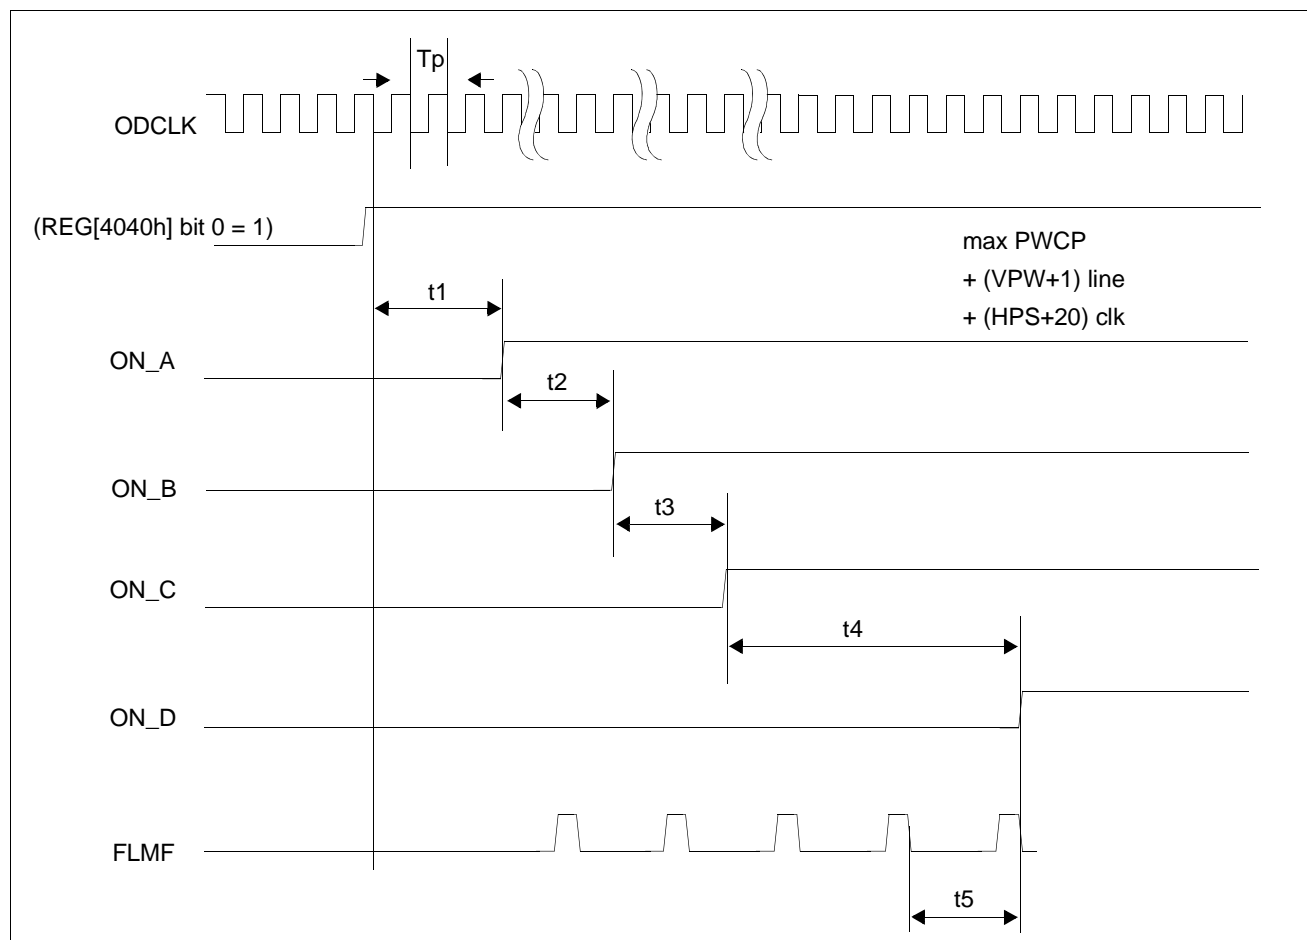 Tp
ODCLK
(REG[4040h] bit 0 = 1)
max PWCP
+ (VPW+1) line
+ (HPS+20) clk
t1
ON_A
t2
ON_B
t3
ON_C
t4
ON_D
FLMF
t5